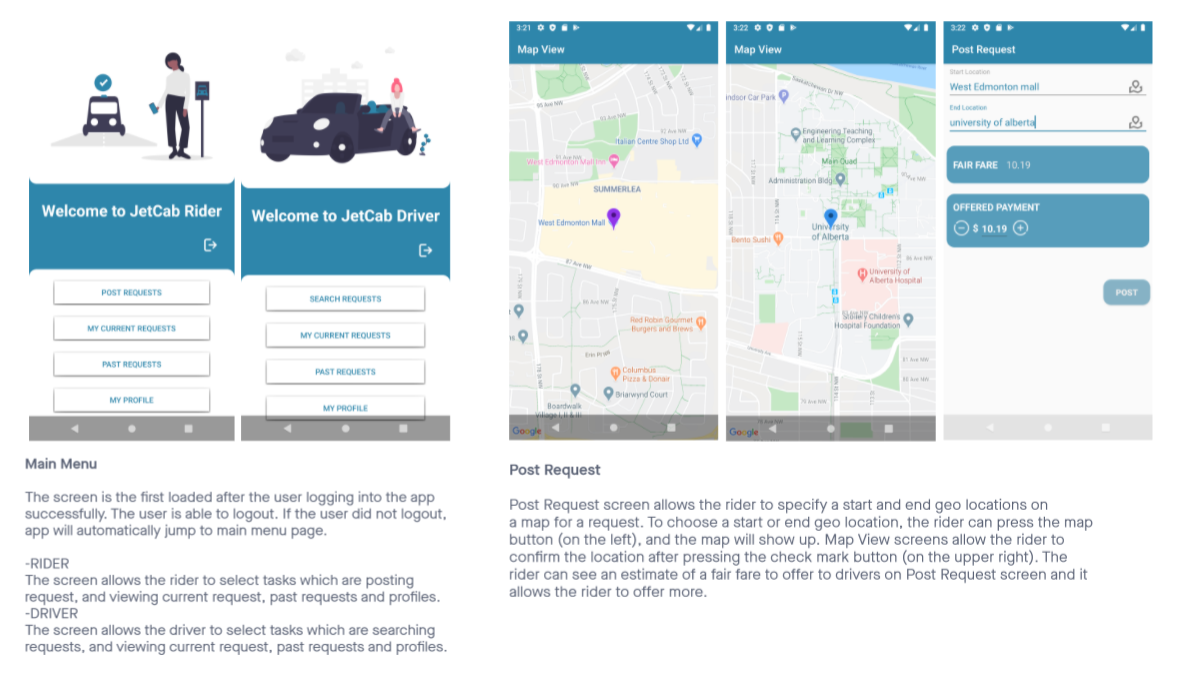 Welcome to JetCab Rider
POST REQUESTS
MY CURRENT REQUESTS
PAST REQUESTS
MY PROFILE
Welcome to JetCab Driver
SEARCH REQUESTS
MY CURRENT REQUESTS
PAST REQUESTS
MY PROFILE
Main Menu
The screen is the first loaded after the user logging into the app
successfully. The user is able to logout. If the user did not logout,
app will automatically jump to main menu page.
-RIDER
The screen allows the rider to select tasks which are posting
request, and viewing current request, past requests and profiles.
-DRIVER
The screen allows the driver to select tasks which are searching
requests, and viewing current request, past requests and profiles.
3:21
Map View
Italian Centre Shop Ltd
West Edmonton Mall Inn
SUMMERLEA
West Edmonton Mall
87 Ave NW
Red Robin Gourmet
Burgers and Brews
Columbus
Pizza & Donair
Briarwynd Court
Boardwalk
Village I, II & III
Google
3:22
Map View
Saskatchewan Dr NW
ndsor Car Park
Engineering Teaching
and Learning Complex
Main Quad
Administration Bldg
University
of Alberta
Bento Sushi
University of
Alberta Hospital
Stollery Children's
Hospital Foundation
Google
3:22
Post Request
Start Location
West Edmonton mall
End Location
university of alberta
FAIR FARE 10.19
OFFERED PAYMENT
$ 10.19
POST
Post Request
Post Request screen allows the rider to specify a start and end geo locations on
a map for a request. To choose a start or end geo location, the rider can press the map
button (on the left), and the map will show up. Map View screens allow the rider to
confirm the location after pressing the check mark button (on the upper right). The
rider can see an estimate of a fair fare to offer to drivers on Post Request screen and it
allows the rider to offer more.